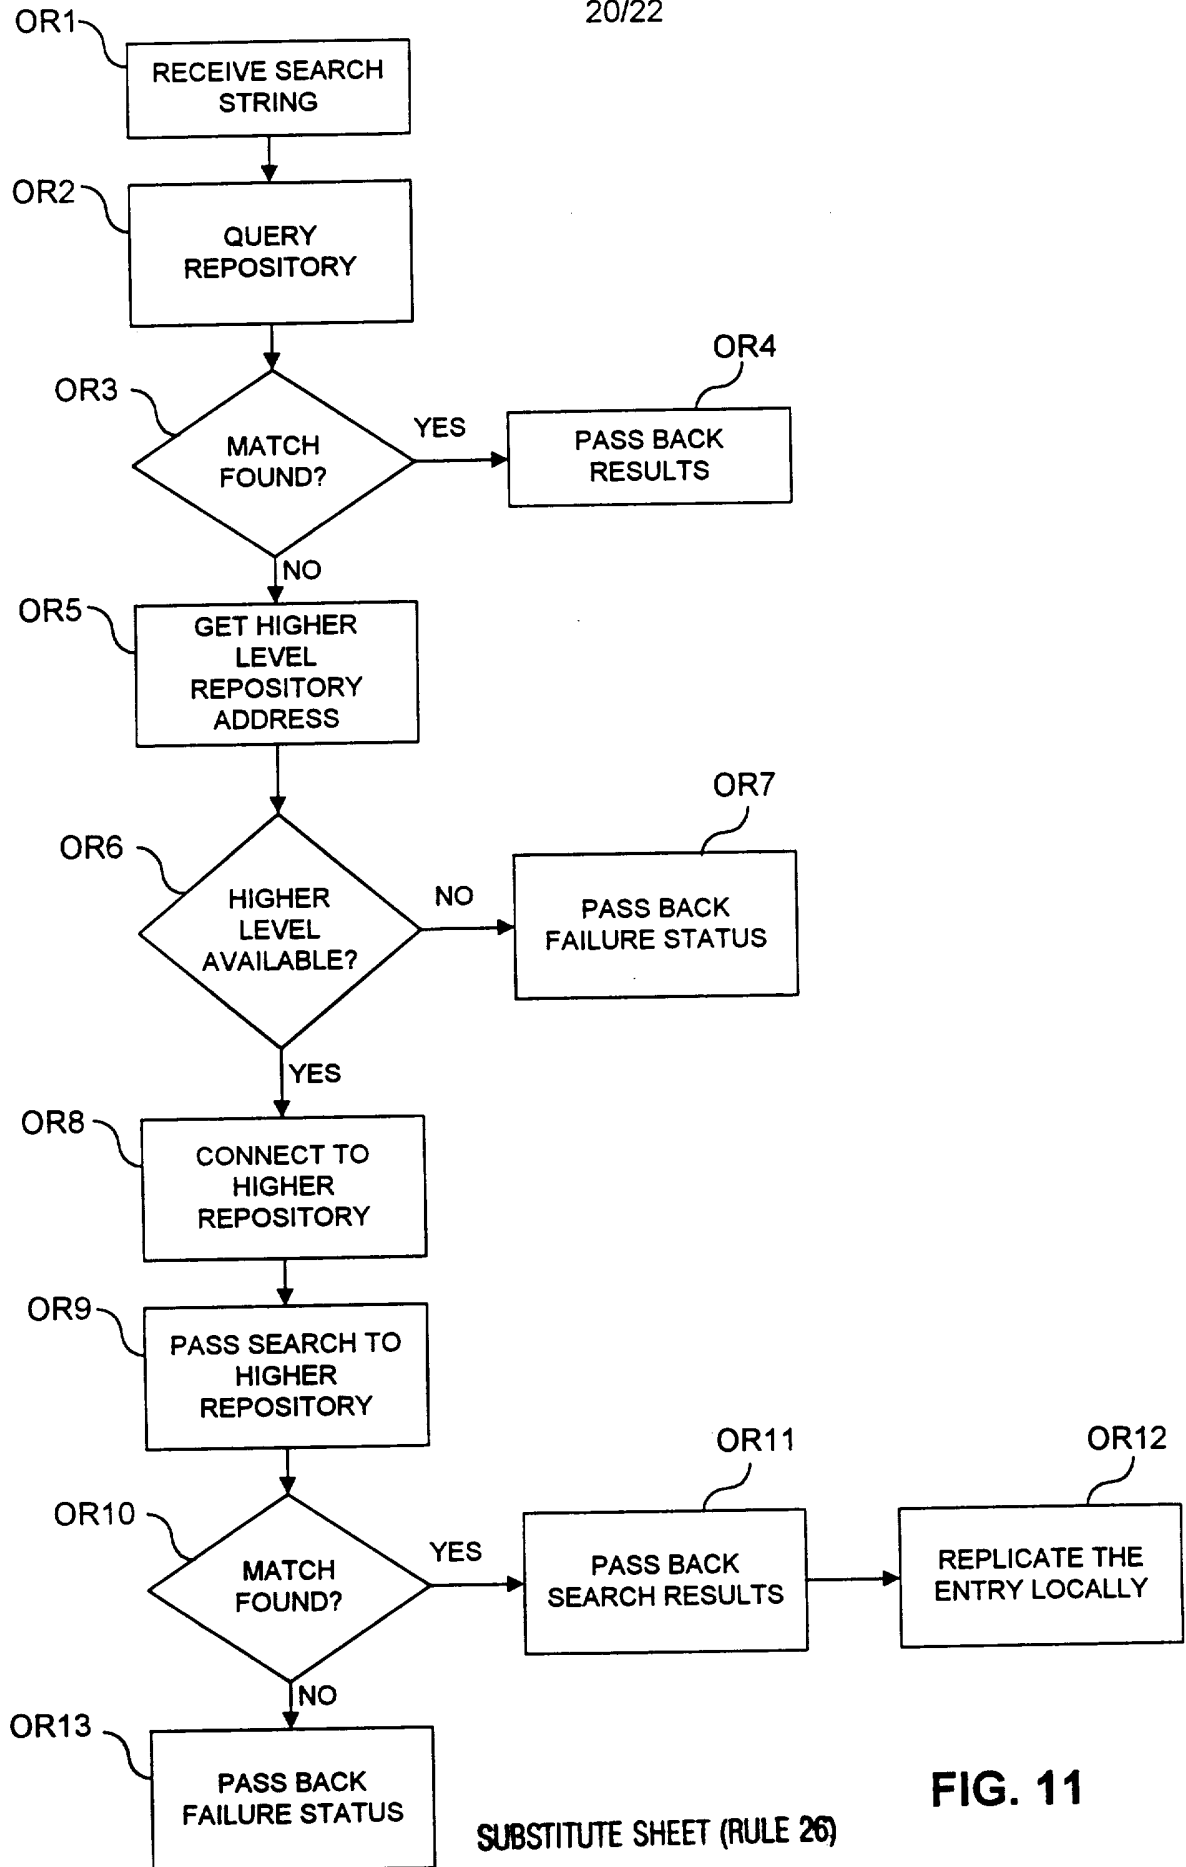 20/22
OR1
RECEIVE SEARCH
STRING
OR2
QUERY
REPOSITORY
OR3
MATCH
FOUND?
YES
OR4
PASS BACK
RESULTS
NO
OR5
GET HIGHER
LEVEL
REPOSITORY
ADDRESS
OR6
HIGHER
LEVEL
AVAILABLE?
NO
OR7
PASS BACK
FAILURE STATUS
YES
OR8
CONNECT TO
HIGHER
REPOSITORY
OR9
PASS SEARCH TO
HIGHER
REPOSITORY
OR10
MATCH
FOUND?
YES
OR11
PASS BACK
SEARCH RESULTS
OR12
REPLICATE THE
ENTRY LOCALLY
NO
OR13
PASS BACK
FAILURE STATUS
FIG. 11
SUBSTITUTE SHEET (RULE 26)